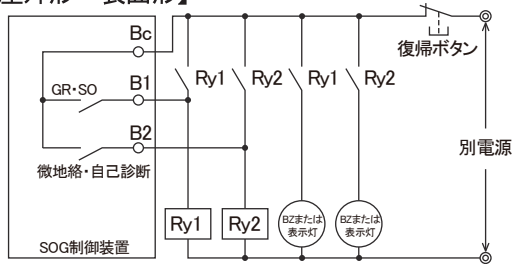 Bc
復帰ボタン
GR・SO
B1
Ry1
Ry2
Ry1
Ry2
B2
別電源
微地絡・自己診断
Ry1
Ry2
BZまたは
表示灯
BZまたは
表示灯
SOG制御装置